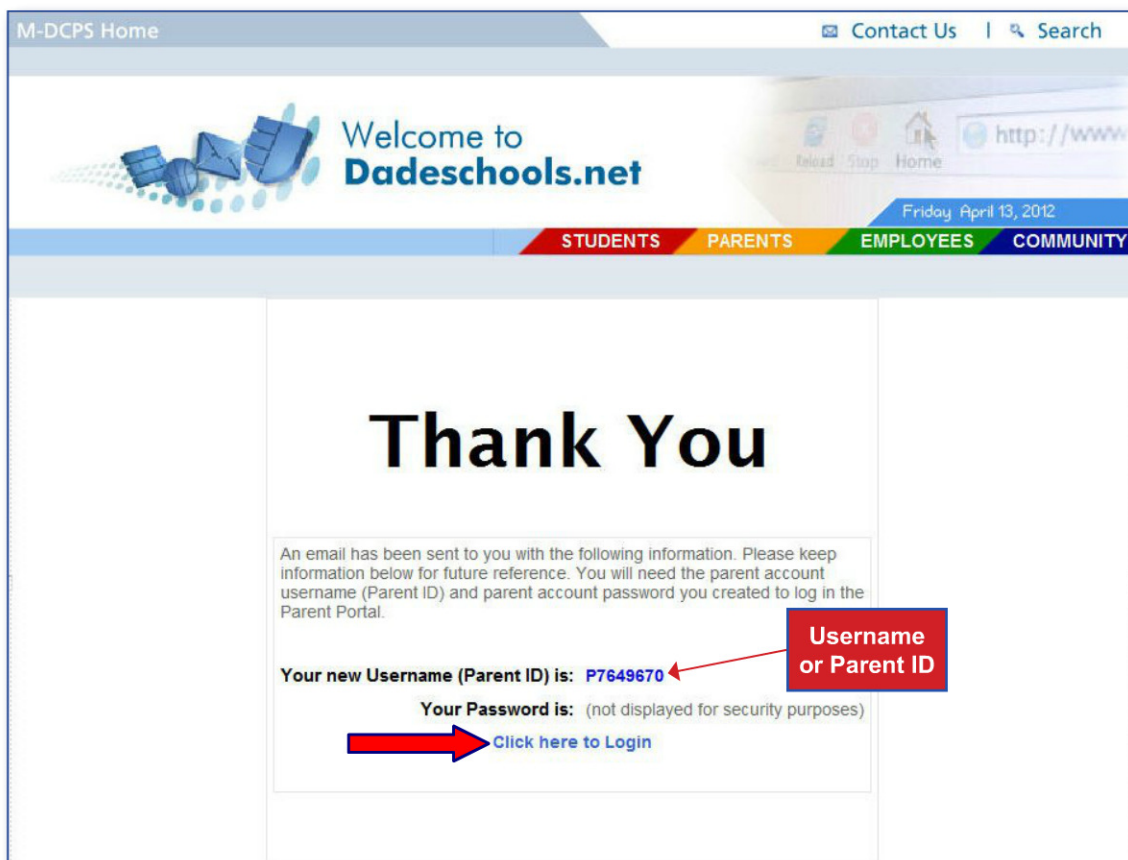 M-DCPS Home
Contact Us | Search
Welcome to
Dadeschools.net
Reload Stop Home
http://www
Friday April 13, 2012
STUDENTS PARENTS EMPLOYEES COMMUNITY
Thank You
An email has been sent to you with the following information. Please keep
information below for future reference. You will need the parent account
username (Parent ID) and parent account password you created to log in the
Parent Portal.
Username
or Parent ID
Your new Username (Parent ID) is: P7649670
Your Password is: (not displayed for security purposes)
Click here to Login